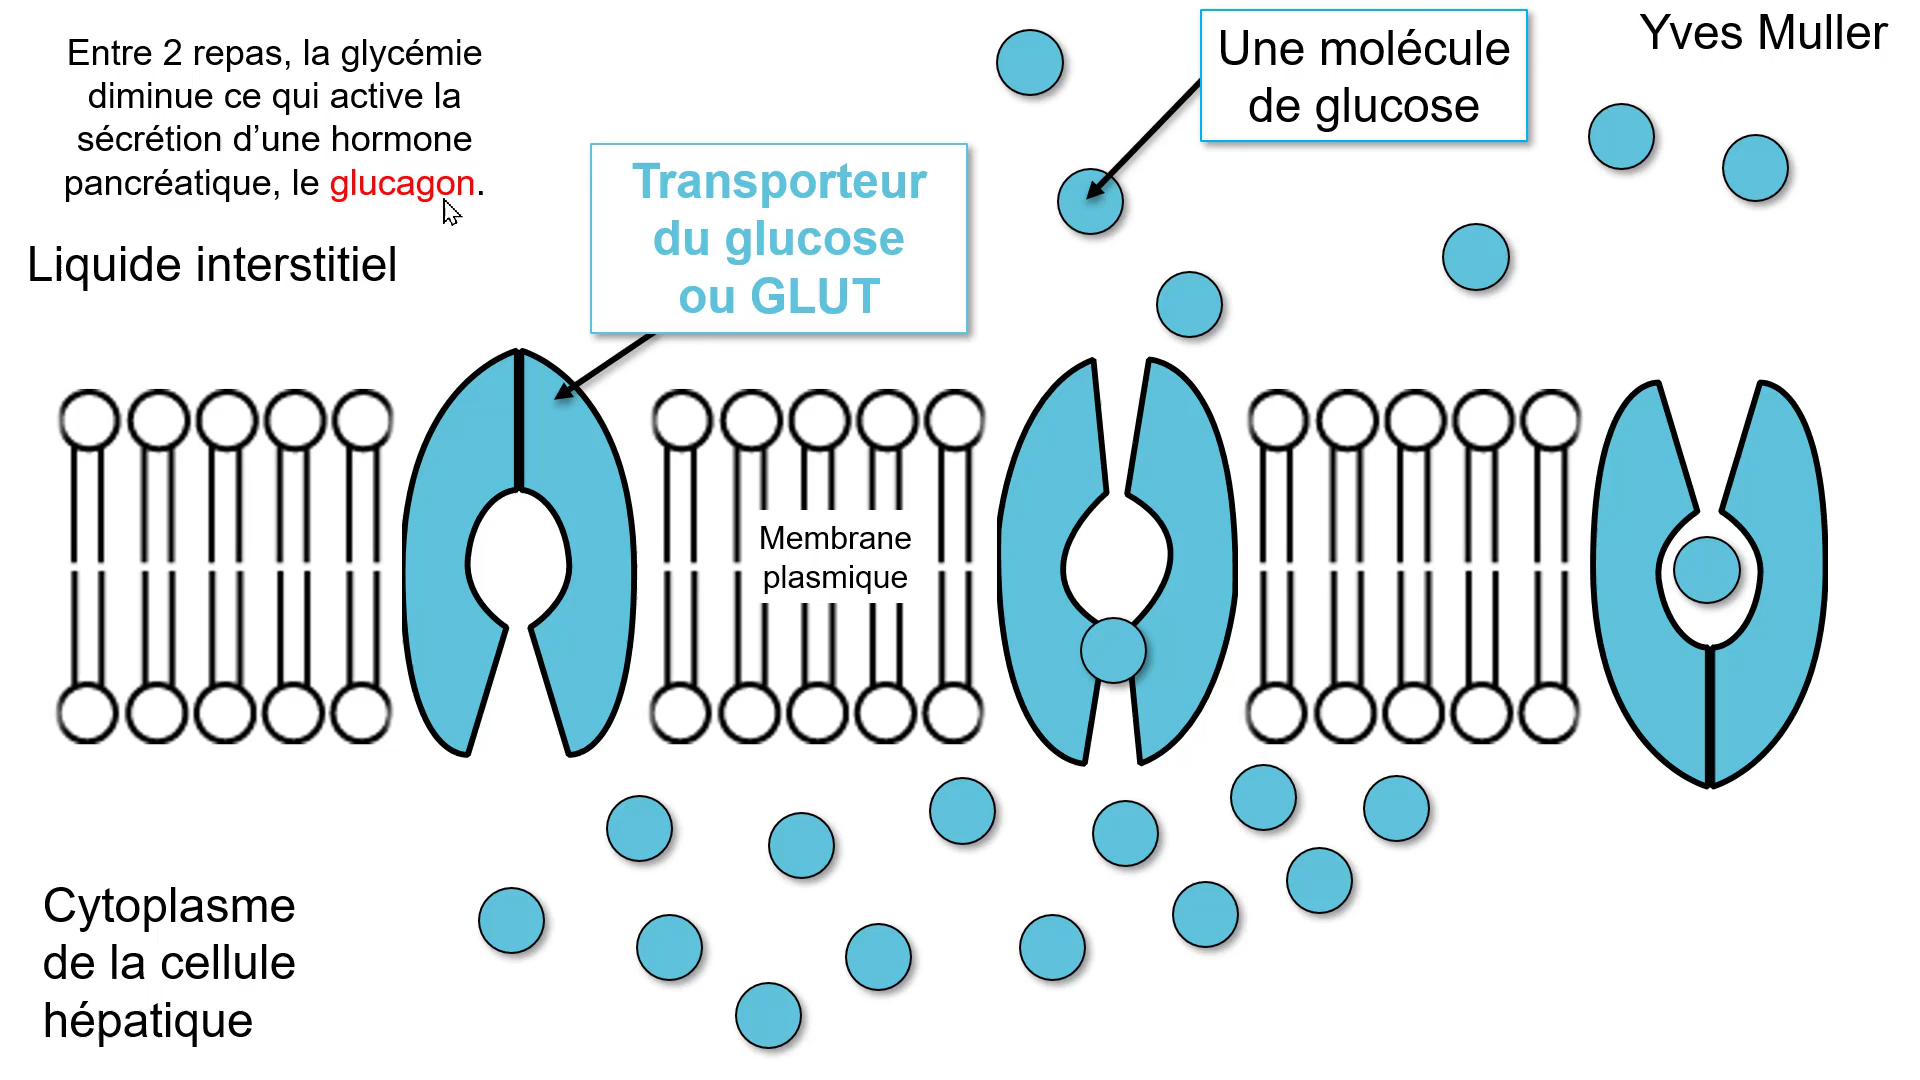 Entre 2 repas, la glycémie
diminue ce qui active la
sécrétion d’une hormone
pancréatique, le glucagon.
Liquide interstitiel
Transporteur
du glucose
ou GLUT
Une molécule
de glucose
Yves Muller
Membrane
plasmique
Cytoplasme
de la cellule
hépatique